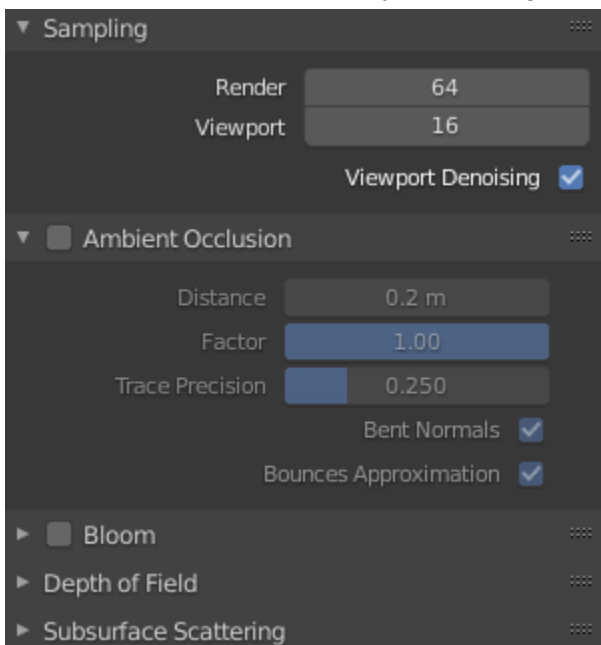 Sampling
Render 64
Viewport 16
Viewport Denoising
Ambient Occlusion
Distance 0.2 m
Factor 1.00
Trace Precision 0.250
Bent Normals
Bounces Approximation
Bloom
Depth of Field
Subsurface Scattering